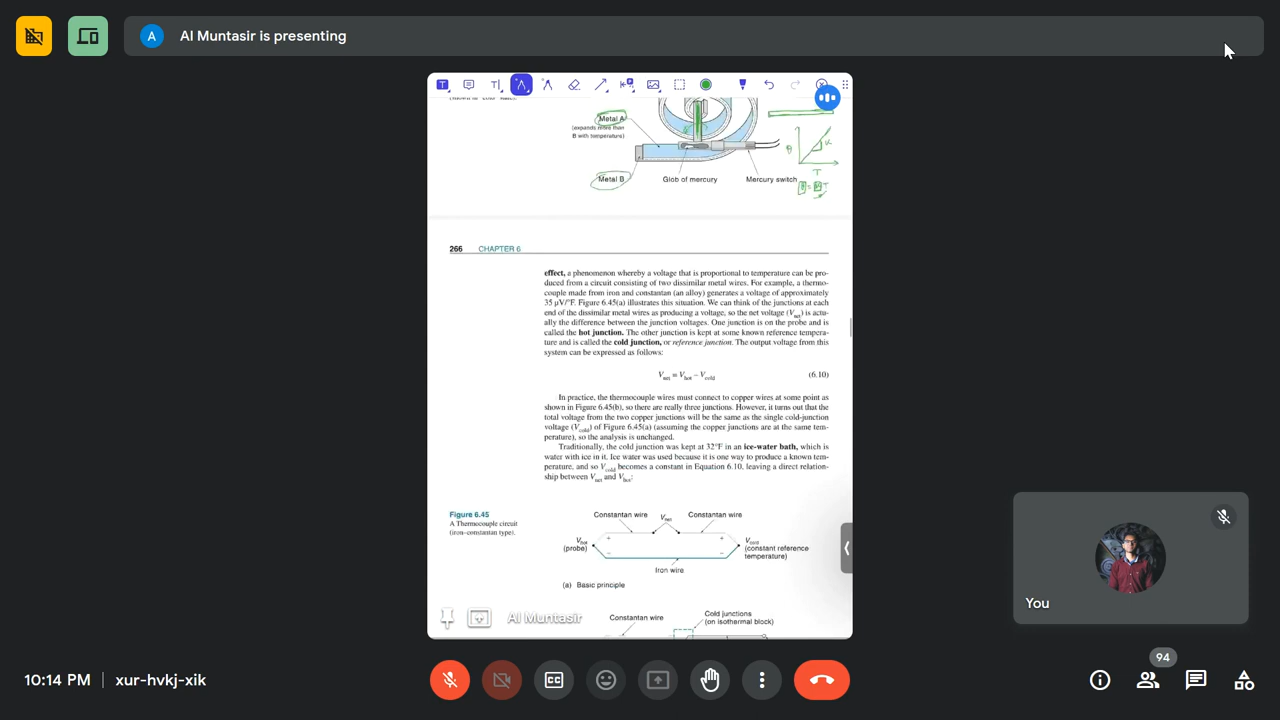 A Al Muntasir is presenting
Metal A
(expands more than
B with temperature)
Metal B
Glob of mercury
Mercury switch
θ
K
T
266 CHAPTER 6
effect, a phenomenon whereby a voltage that is proportional to temperature can be pro-
duced from a circuit consisting of two dissimilar metal wires. For example, a thermo-
couple made from iron and constantan (an alloy) generates a voltage of approximately
35 µV/°F. Figure 6.45(a) illustrates this situation. We can think of the junctions at each
end of the dissimilar metal wires as producing a voltage, so the net voltage (Vnet) is actu-
ally the difference between the junction voltages. One junction is on the probe and is
called the hot junction. The other junction is kept at some known reference tempera-
ture and is called the cold junction, or reference junction. The output voltage from this
system can be expressed as follows:
Vnet = Vhot − Vcold (6.10)
In practice, the thermocouple wires must connect to copper wires at some point as
shown in Figure 6.45(b), so there are really three junctions. However, it turns out that the
total voltage from the two copper junctions will be the same as the single cold-junction
voltage (Vcold) of Figure 6.45(a) (assuming the copper junctions are at the same tem-
perature), so the analysis is unchanged.
Traditionally, the cold junction was kept at 32°F in an ice-water bath, which is
water with ice in it. Ice water was used because it is one way to produce a known tem-
perature, and so Vcold becomes a constant in Equation 6.10, leaving a direct relation-
ship between Vnet and Vhot:
Figure 6.45
A Thermocouple circuit
(iron–constantan type).
Constantan wire
Vnet
Constantan wire
+
+
Vhot
(probe)
−
−
Vcold
(constant reference
temperature)
Iron wire
(a) Basic principle
Constantan wire
Cold junctions
(on isothermal block)
Al Muntasir
You
10:14 PM xur-hvkj-xik
94